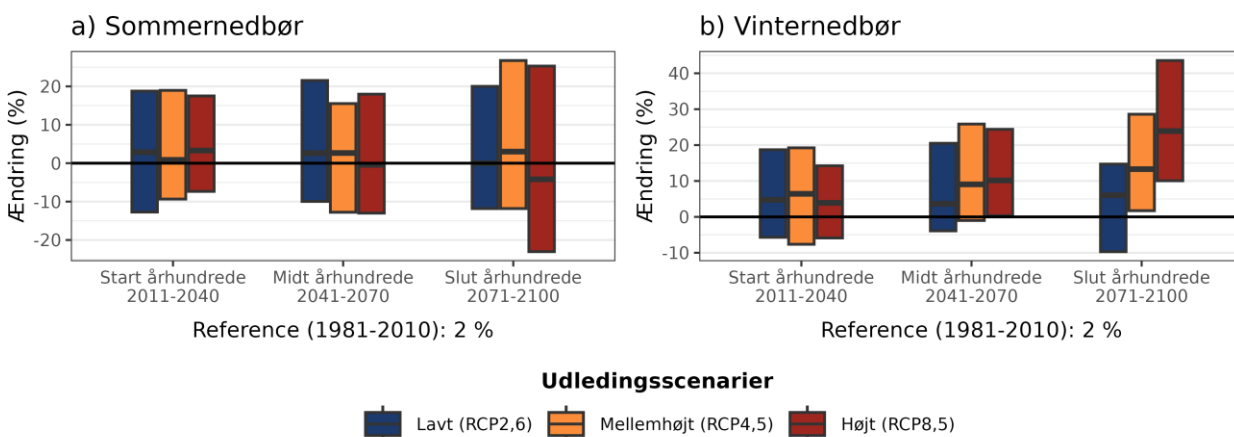 a) Sommernedbør
Ændring (%)
20
10
0
-10
-20
Start århundrede
2011-2040
Midt århundrede
2041-2070
Slut århundrede
2071-2100
Reference (1981-2010): 2 %
b) Vinternedbør
Ændring (%)
40
30
20
10
0
-10
Start århundrede
2011-2040
Midt århundrede
2041-2070
Slut århundrede
2071-2100
Reference (1981-2010): 2 %
Udledingsscenarier
Lavt (RCP2,6)
Mellemhøjt (RCP4,5)
Højt (RCP8,5)